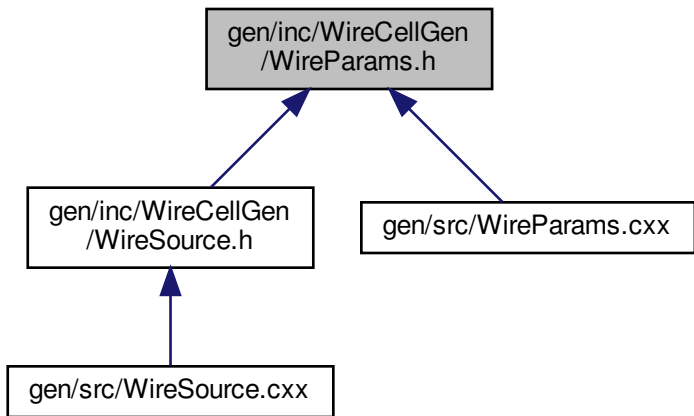 gen/inc/WireCellGen
/WireParams.h
gen/inc/WireCellGen
/WireSource.h
gen/src/WireParams.cxx
gen/src/WireSource.cxx